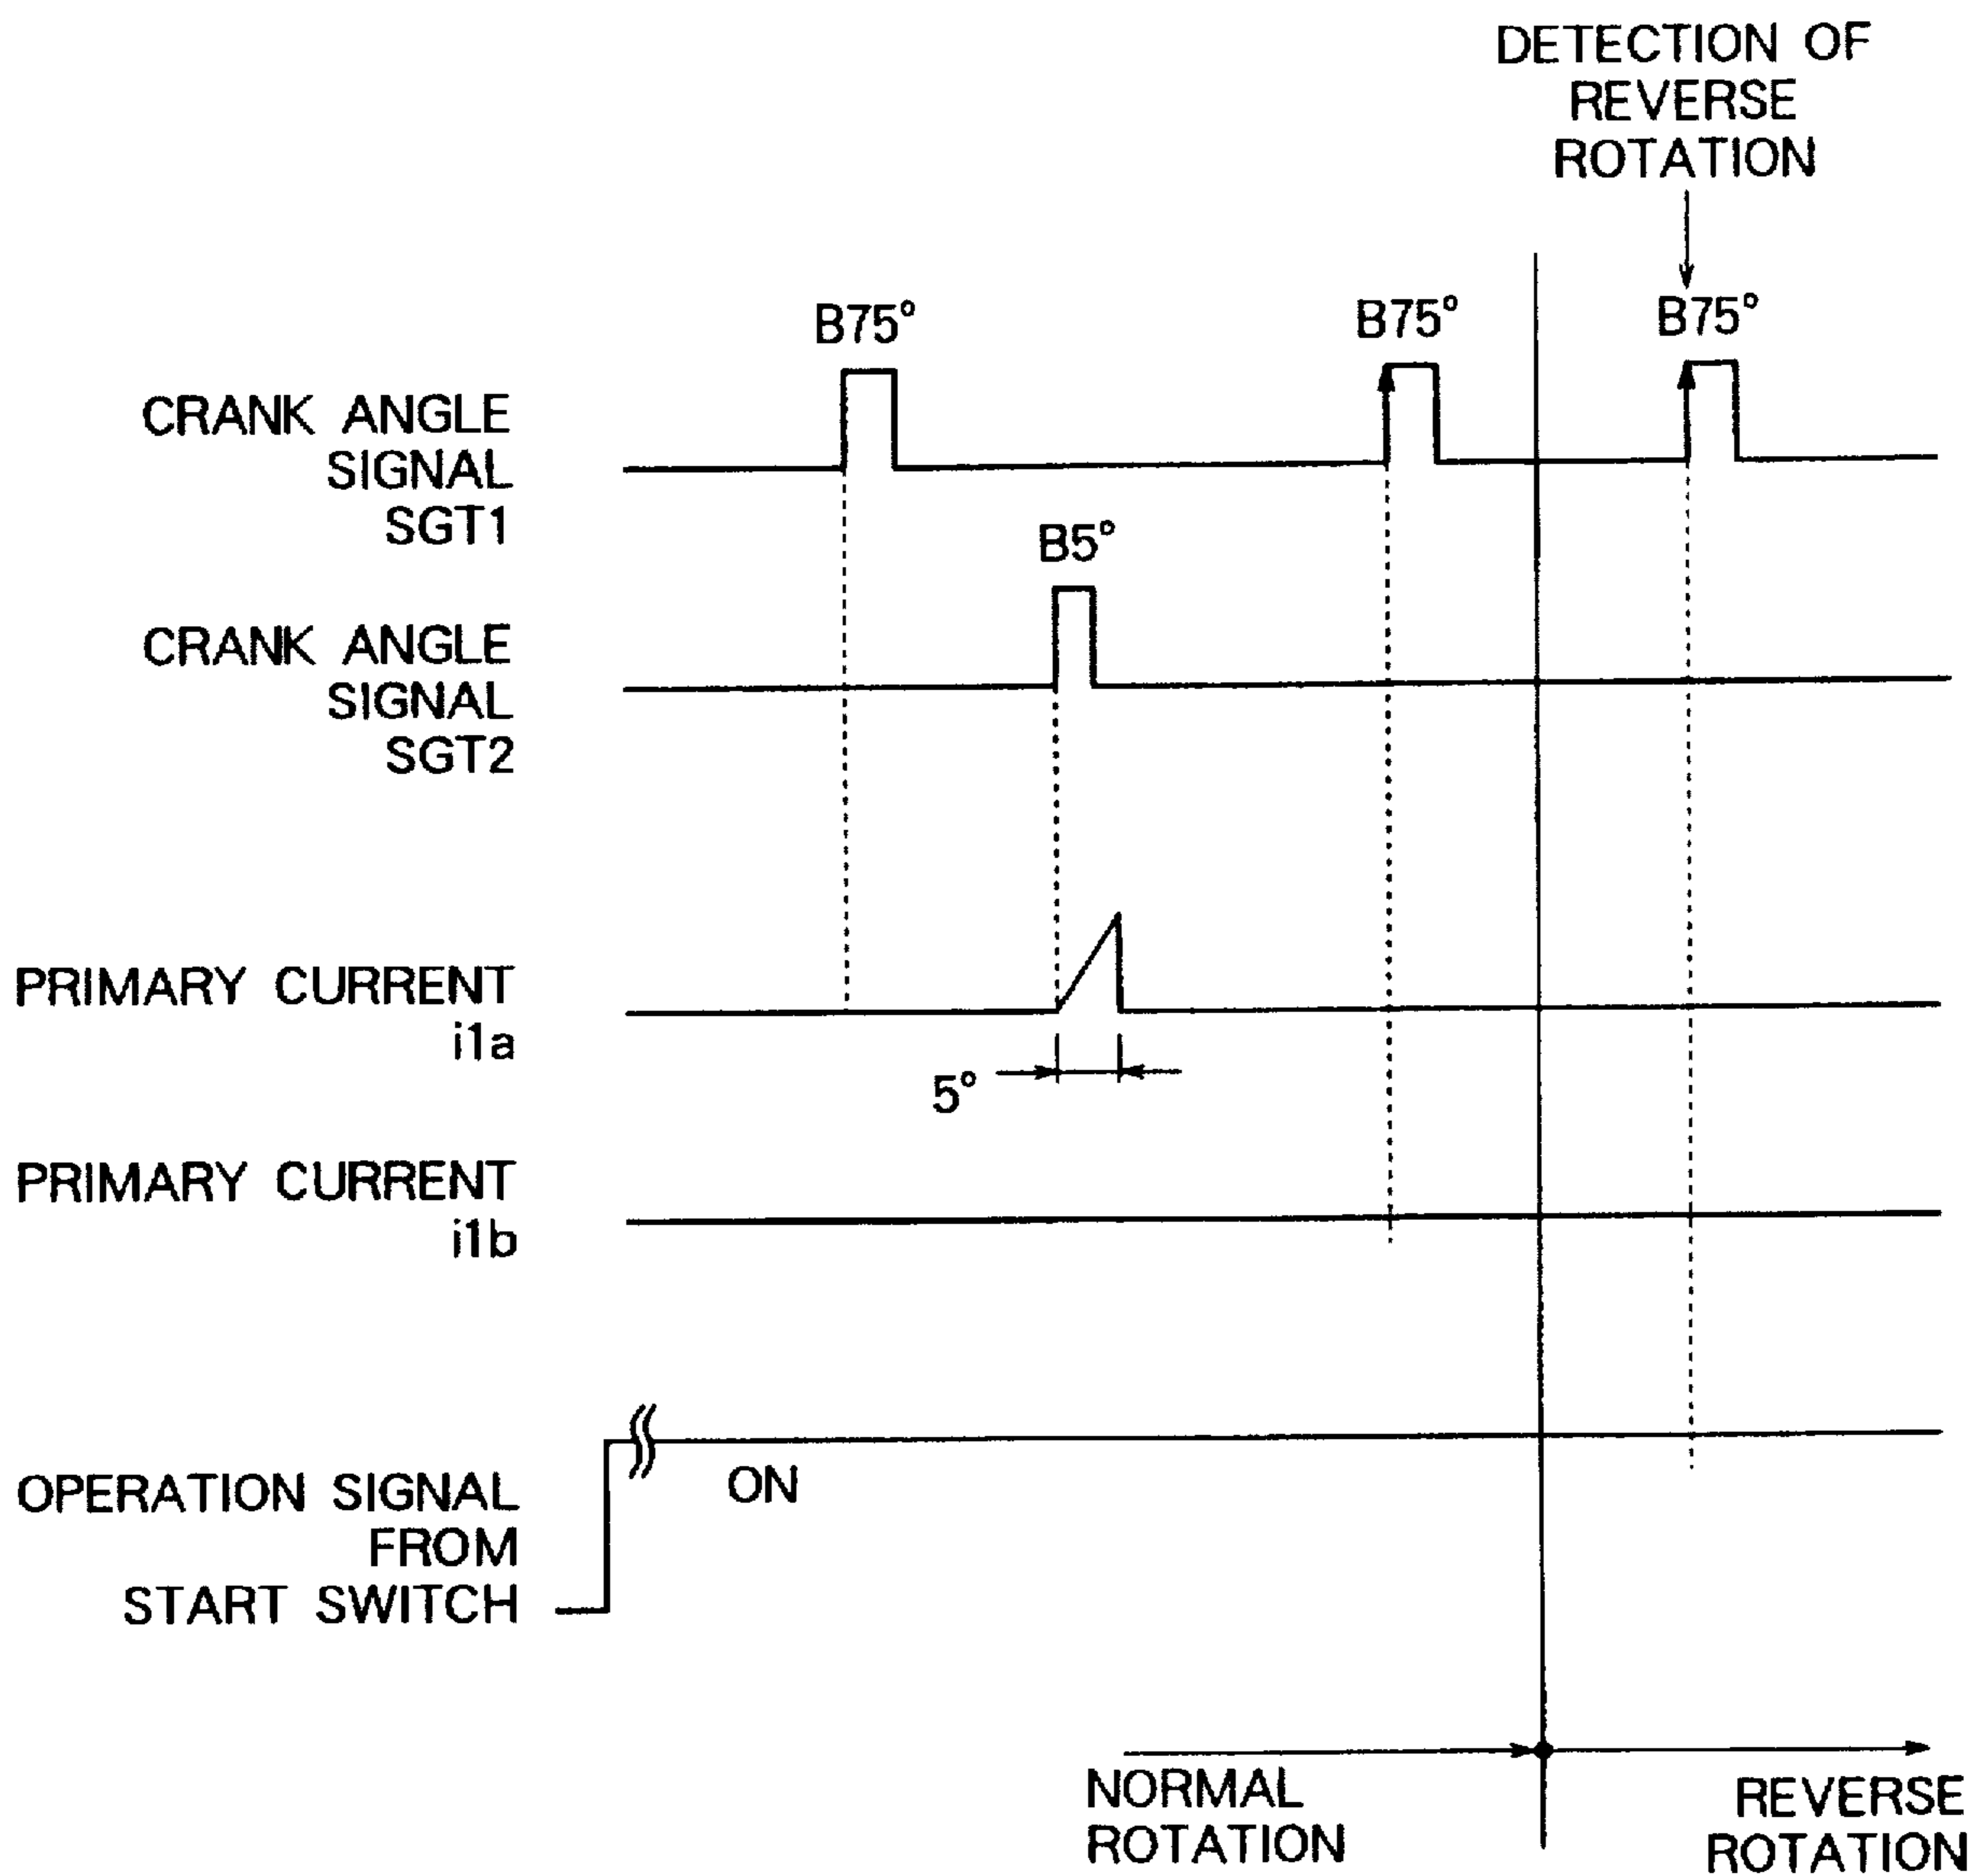 DETECTION OF
REVERSE
ROTATION
B75°
B75°
B75°
CRANK ANGLE
SIGNAL
SGT1
B5°
CRANK ANGLE
SIGNAL
SGT2
PRIMARY CURRENT
i1a
5°
PRIMARY CURRENT
i1b
ON
OPERATION SIGNAL
FROM
START SWITCH
NORMAL
ROTATION
REVERSE
ROTATION